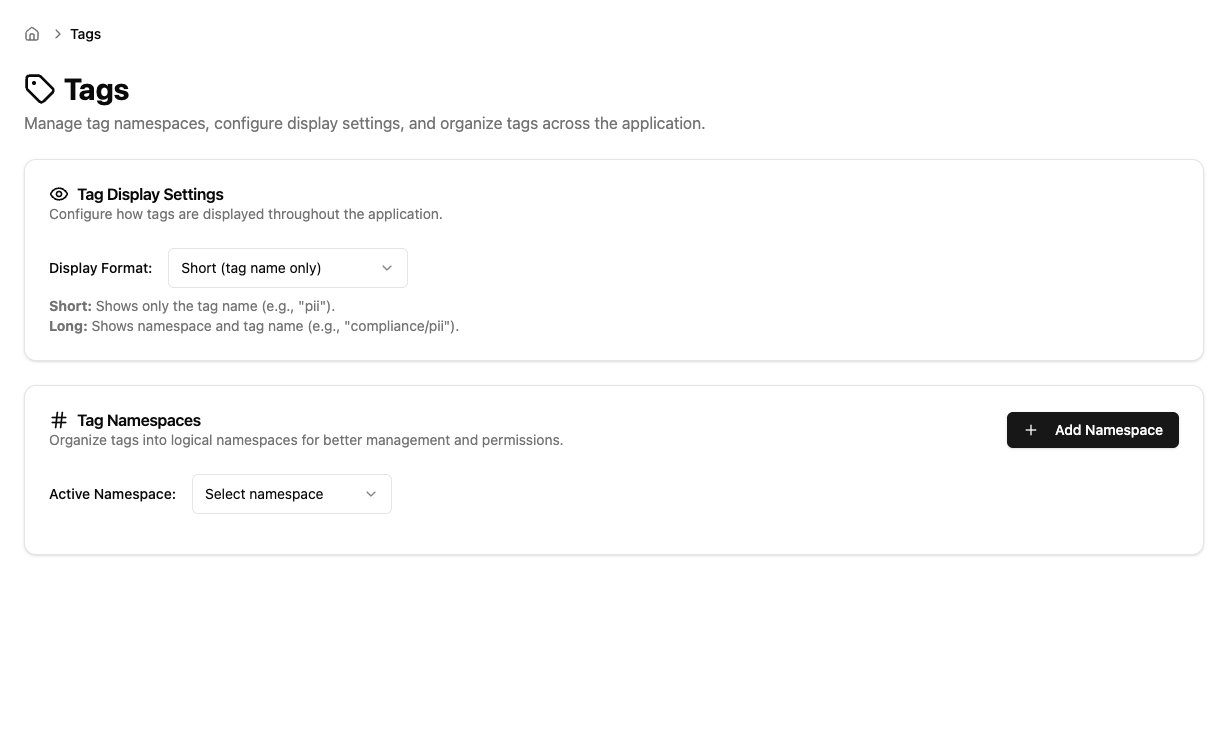 Tags
Tags
Manage tag namespaces, configure display settings, and organize tags across the application.
Tag Display Settings
Configure how tags are displayed throughout the application.
Display Format: Short (tag name only)
Short: Shows only the tag name (e.g., "pii").
Long: Shows namespace and tag name (e.g., "compliance/pii").
Tag Namespaces
Organize tags into logical namespaces for better management and permissions.
Add Namespace
Active Namespace: Select namespace